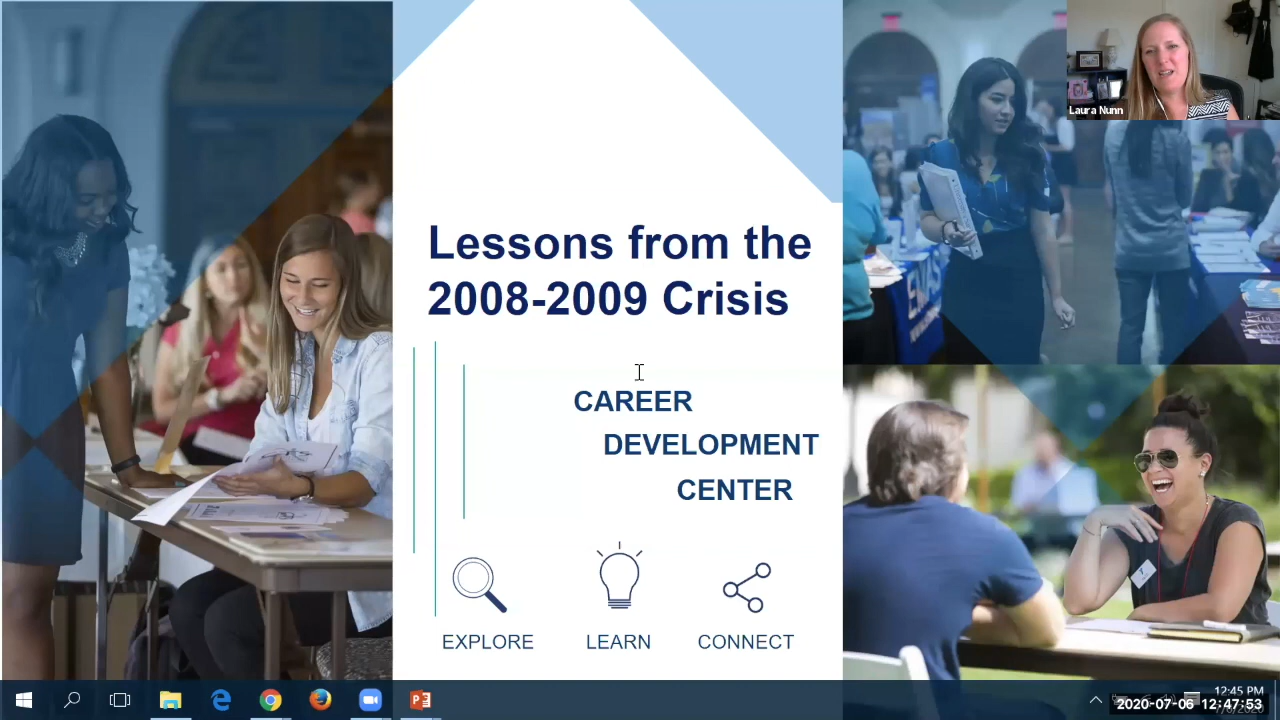 Laura Nunn
Lessons from the
2008-2009 Crisis
CAREER
DEVELOPMENT
CENTER
EXPLORE
LEARN
CONNECT
12:45 PM
2020-07-06 12:47:53